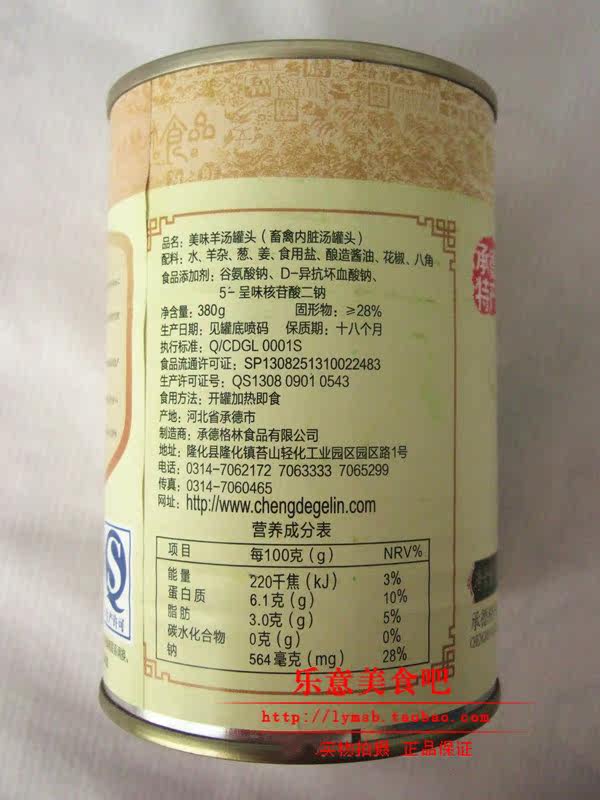 食品
品名：美味羊汤罐头（畜禽内脏汤罐头）
配料：水、羊杂、葱、姜、食用盐、酿造酱油、花椒、八角
食品添加剂：谷氨酸钠、D-异抗坏血酸钠、
5'-呈味核苷酸二钠
净含量：380g 固形物：≥28%
生产日期：见罐底喷码 保质期：十八个月
执行标准：Q/CDGL 0001S
食品流通许可证：SP1308251310022483
生产许可证号：QS1308 0901 0543
食用方法：开罐加热即食
产地：河北省承德市
制造商：承德格林食品有限公司
地址：隆化县隆化镇苔山轻化工业园区园区路1号
电话：0314-7062172 7063333 7065299
传真：0314-7060465
网址：http://www.chengdegelin.com
营养成分表
项目 每100克（g） NRV%
能量 220千焦（kJ） 3%
蛋白质 6.1克（g） 10%
脂肪 3.0克（g） 5%
碳水化合物 0克（g） 0%
钠 564毫克（mg） 28%
承
特
乐意美食吧
http://lymsb.taobao.com
实物拍摄 正品保证